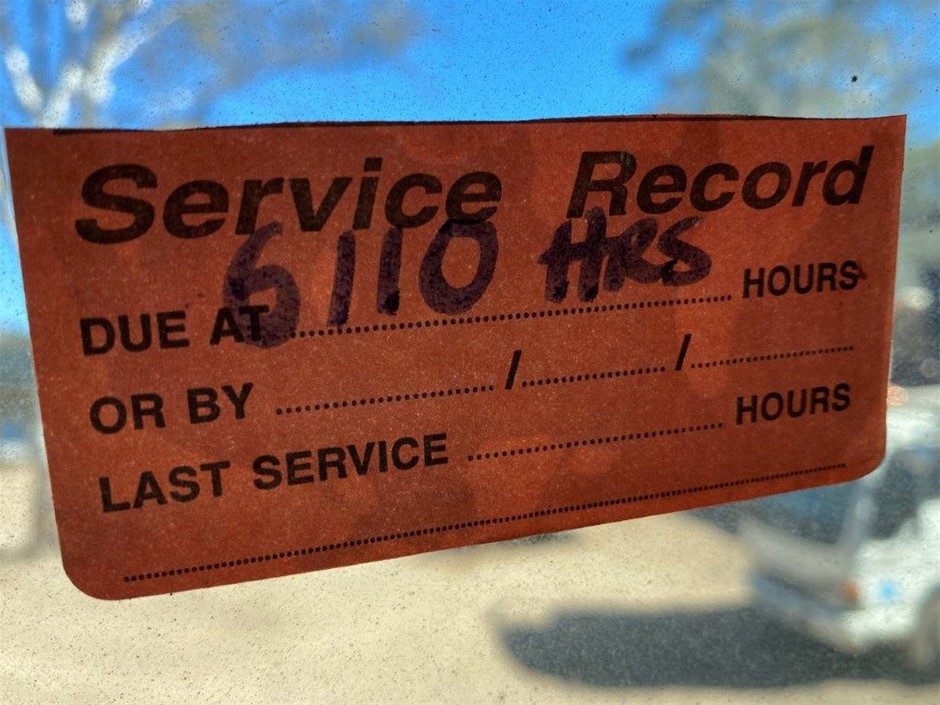 Service Record
DUE AT 6110 HRS HOURS
OR BY ........ / ........ / ........
LAST SERVICE ........ HOURS